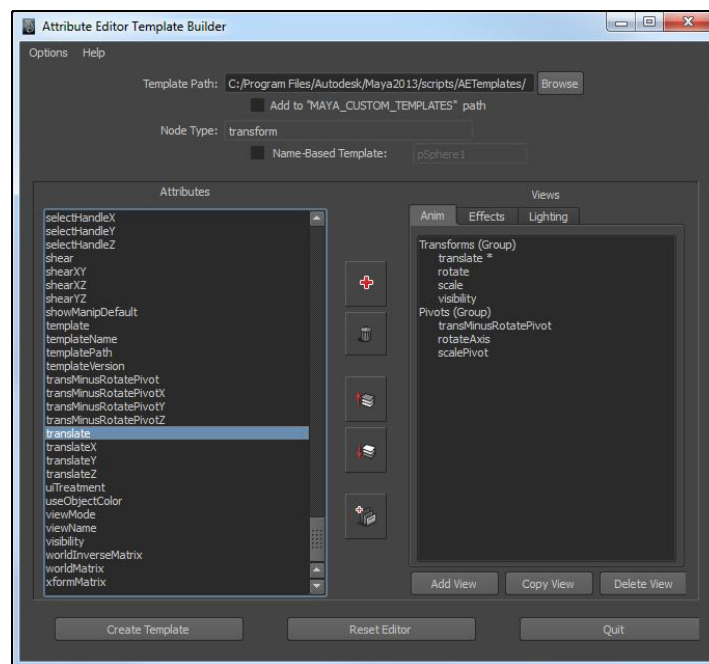 Attribute Editor Template Builder
Options Help
Template Path: C:/Program Files/Autodesk/Maya2013/scripts/AETemplates/ Browse
Add to "MAYA_CUSTOM_TEMPLATES" path
Node Type: transform
Name-Based Template: pSphere1
Attributes
selectHandleX
selectHandleY
selectHandleZ
shear
shearXY
shearXZ
shearYZ
showManipDefault
template
templateName
templatePath
templateVersion
transMinusRotatePivot
transMinusRotatePivotX
transMinusRotatePivotY
transMinusRotatePivotZ
translate
translateX
translateY
translateZ
uiTreatment
useObjectColor
viewMode
viewName
visibility
worldInverseMatrix
worldMatrix
xformMatrix
Views
Anim Effects Lighting
Transforms (Group)
translate *
rotate
scale
visibility
Pivots (Group)
transMinusRotatePivot
rotateAxis
scalePivot
Add View Copy View Delete View
Create Template Reset Editor Quit